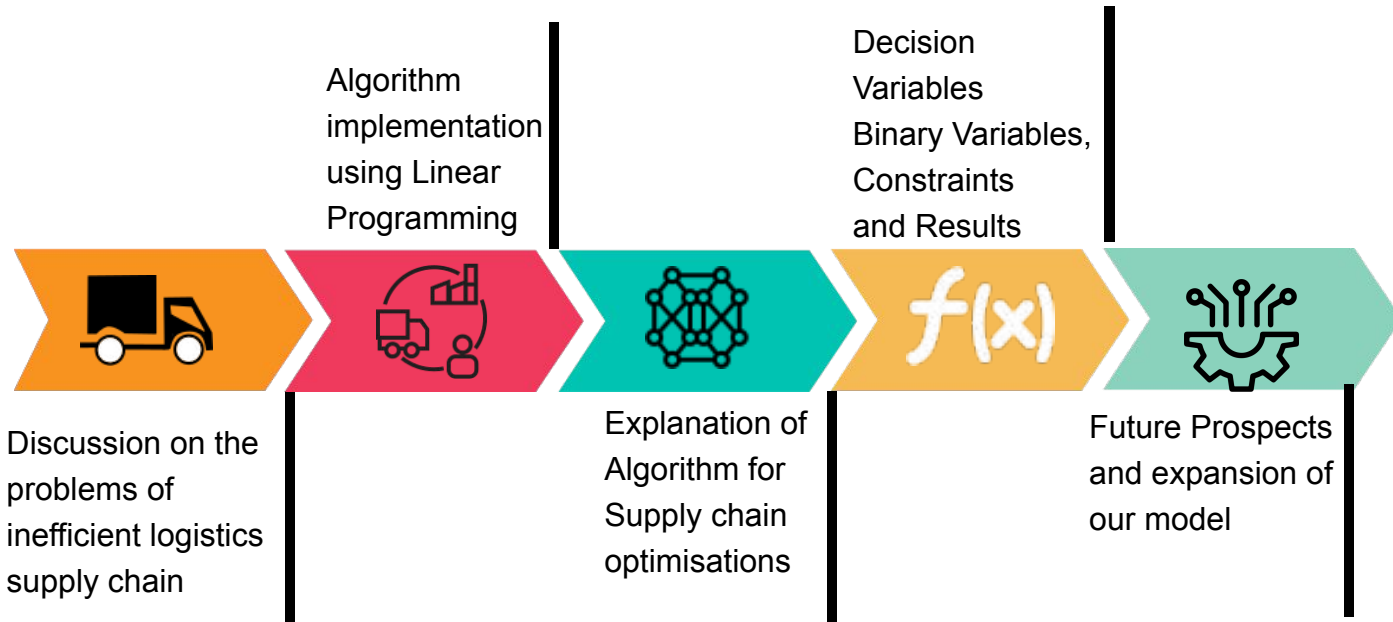 Discussion on the
problems of
inefficient logistics
supply chain
Algorithm
implementation
using Linear
Programming
Explanation of
Algorithm for
Supply chain
optimisations
Decision
Variables
Binary Variables,
Constraints
and Results
f(x)
Future Prospects
and expansion of
our model